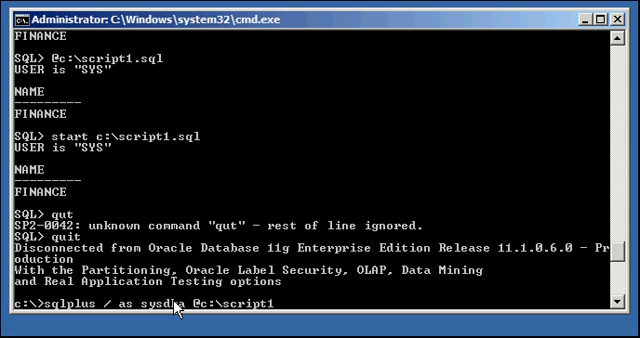 Administrator: C:\Windows\system32\cmd.exe
FINANCE
SQL> @c:\script1.sql
USER is "SYS"
NAME
---------
FINANCE
SQL> start c:\script1.sql
USER is "SYS"
NAME
---------
FINANCE
SQL> qut
SP2-0042: unknown command "qut" - rest of line ignored.
SQL> quit
Disconnected from Oracle Database 11g Enterprise Edition Release 11.1.0.6.0 - Pr
oduction
With the Partitioning, Oracle Label Security, OLAP, Data Mining
and Real Application Testing options
c:\>sqlplus / as sysdba @c:\script1